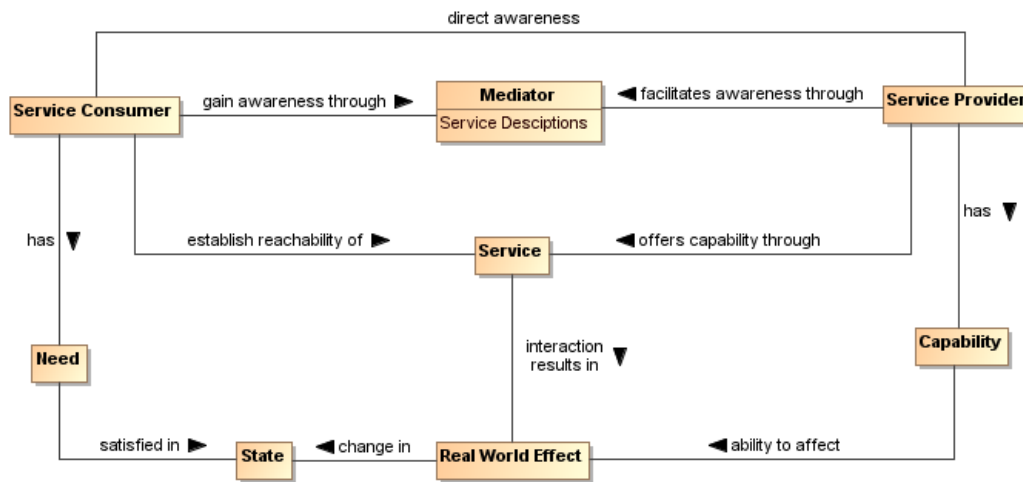 direct awareness
Service Consumer
gain awareness through
Mediator
Service Desciptions
facilitates awareness through
Service Provider
has
establish reachability of
Service
offers capability through
has
Need
interaction
results in
Capability
satisfied in
State
change in
Real World Effect
ability to affect